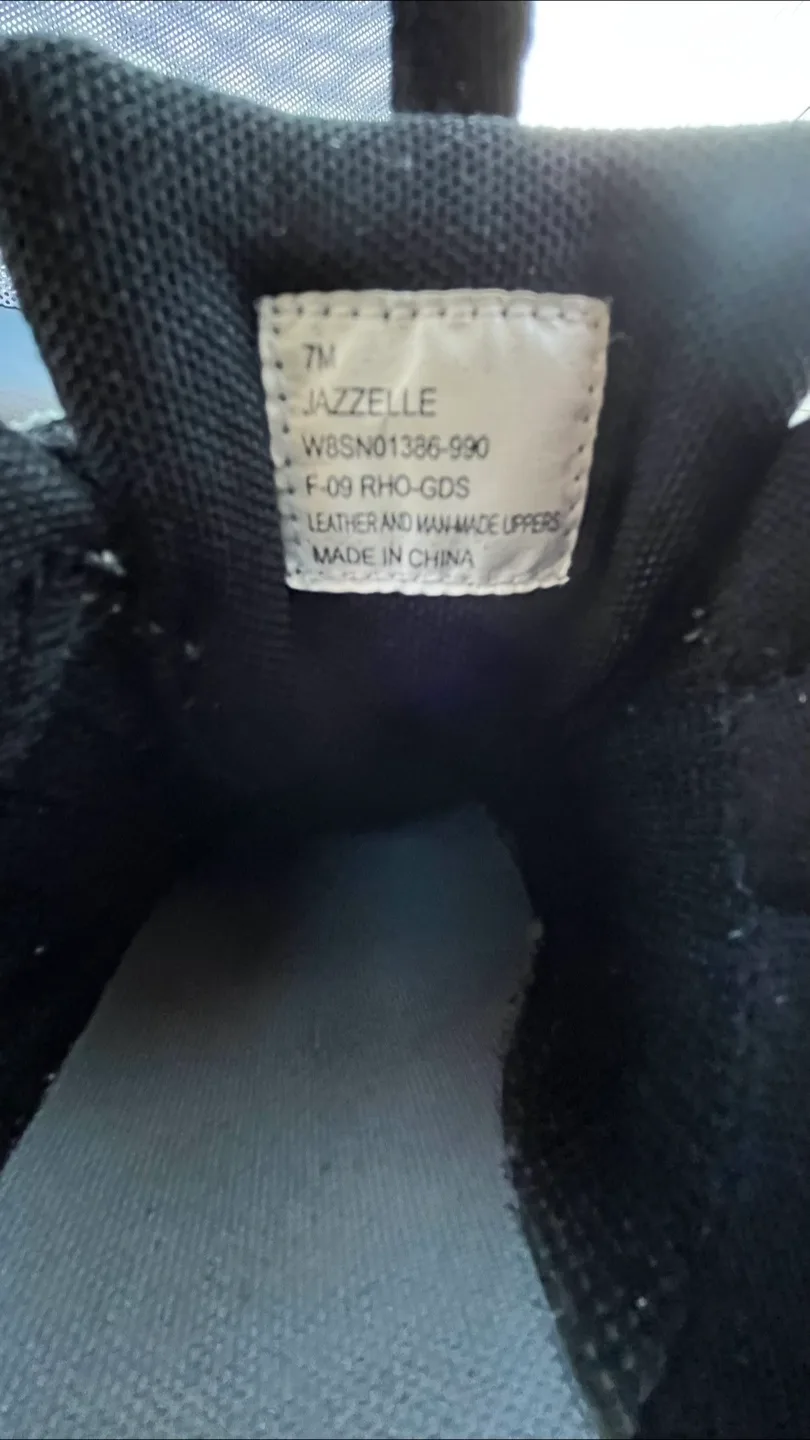 7M
JAZZELLE
W8SN01386-990
F-09 RHO-GDS
LEATHER AND MAN-MADE UPPERS
MADE IN CHINA